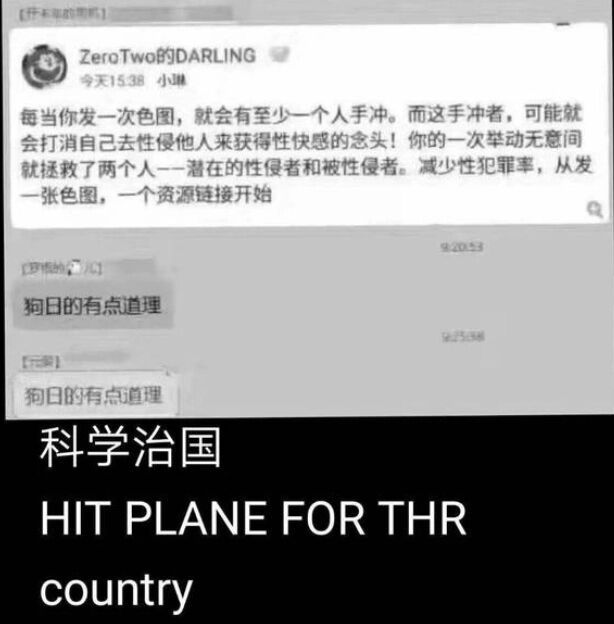 ZeroTwo的DARLING
今天15:38 小琳
每当你发一次色图，就会有至少一个人手冲。而这手冲者，可能就
会打消自己去性侵他人来获得性快感的念头！你的一次举动无意间
就拯救了两个人——潜在的性侵者和被性侵者。减少性犯罪率，从发
一张色图，一个资源链接开始
9:20:53
狗日的有点道理
9:25:38
狗日的有点道理
科学治国
HIT PLANE FOR THR
country